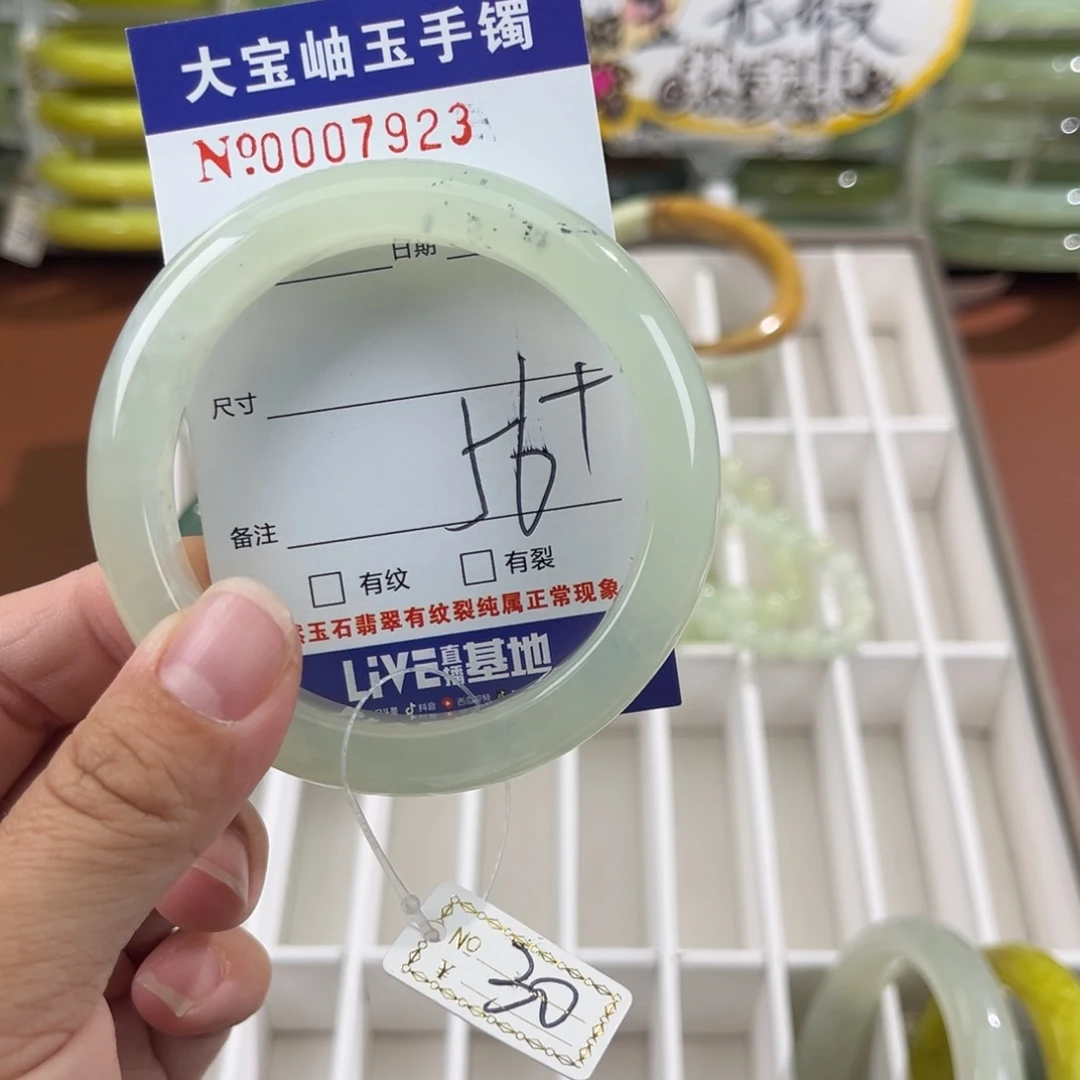 大宝岫玉手镯
№0007923
日期
尺寸
56+
备注
有纹
有裂
玉石翡翠有纹裂纯属正常现象
LiVE直播基地
抖音
NO
¥
30